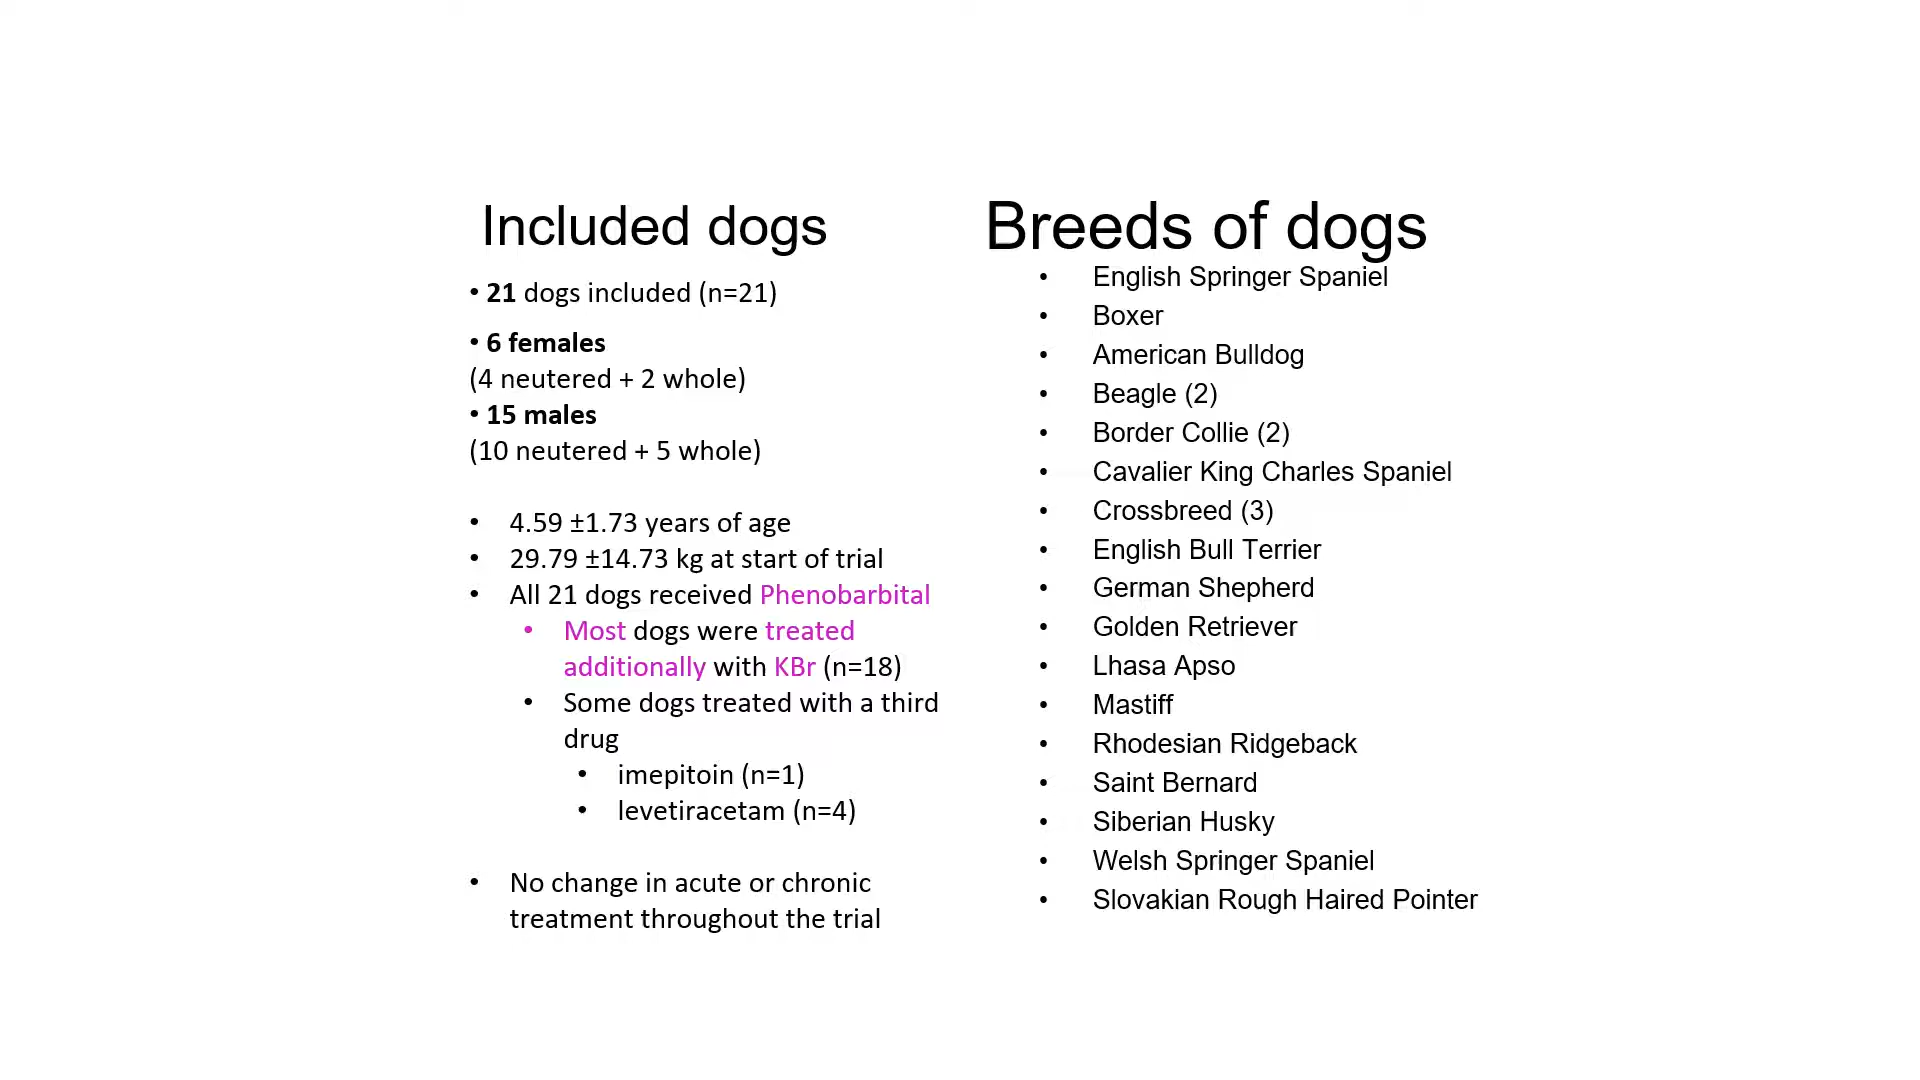 Included dogs
• 21 dogs included (n=21)
• 6 females
(4 neutered + 2 whole)
• 15 males
(10 neutered + 5 whole)
• 4.59 ±1.73 years of age
• 29.79 ±14.73 kg at start of trial
• All 21 dogs received Phenobarbital
• Most dogs were treated
additionally with KBr (n=18)
• Some dogs treated with a third
drug
• imepitoin (n=1)
• levetiracetam (n=4)
• No change in acute or chronic
treatment throughout the trial
Breeds of dogs
• English Springer Spaniel
• Boxer
• American Bulldog
• Beagle (2)
• Border Collie (2)
• Cavalier King Charles Spaniel
• Crossbreed (3)
• English Bull Terrier
• German Shepherd
• Golden Retriever
• Lhasa Apso
• Mastiff
• Rhodesian Ridgeback
• Saint Bernard
• Siberian Husky
• Welsh Springer Spaniel
• Slovakian Rough Haired Pointer